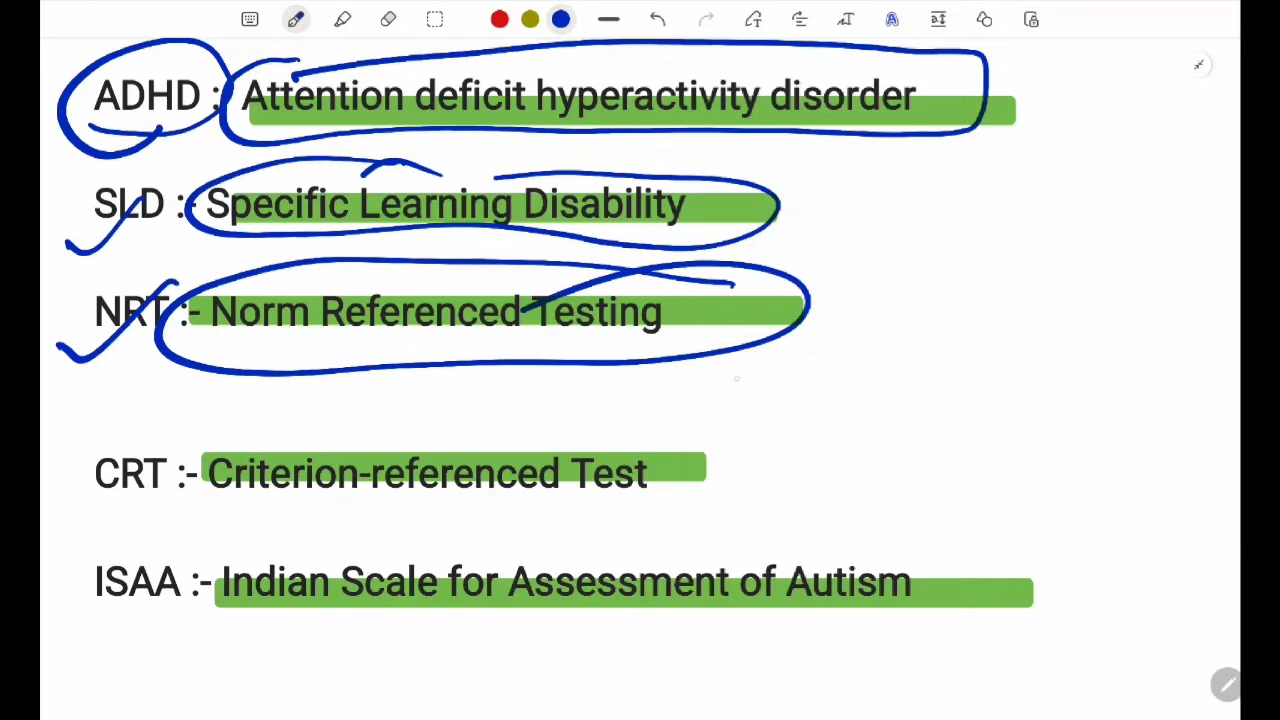 ADHD : Attention deficit hyperactivity disorder
SLD :- Specific Learning Disability
NRT :- Norm Referenced Testing
CRT :- Criterion-referenced Test
ISAA :- Indian Scale for Assessment of Autism